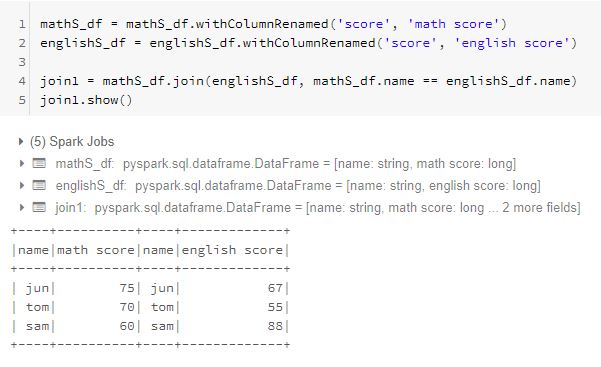 1 mathS_df = mathS_df.withColumnRenamed('score', 'math score')
2 englishS_df = englishS_df.withColumnRenamed('score', 'english score')
3
4 join1 = mathS_df.join(englishS_df, mathS_df.name == englishS_df.name)
5 join1.show()
(5) Spark Jobs
mathS_df: pyspark.sql.dataframe.DataFrame = [name: string, math score: long]
englishS_df: pyspark.sql.dataframe.DataFrame = [name: string, english score: long]
join1: pyspark.sql.dataframe.DataFrame = [name: string, math score: long ... 2 more fields]
+----+----------+----+-------------+
|name|math score|name|english score|
+----+----------+----+-------------+
| jun|        75| jun|           67|
| tom|        70| tom|           55|
| sam|        60| sam|           88|
+----+----------+----+-------------+